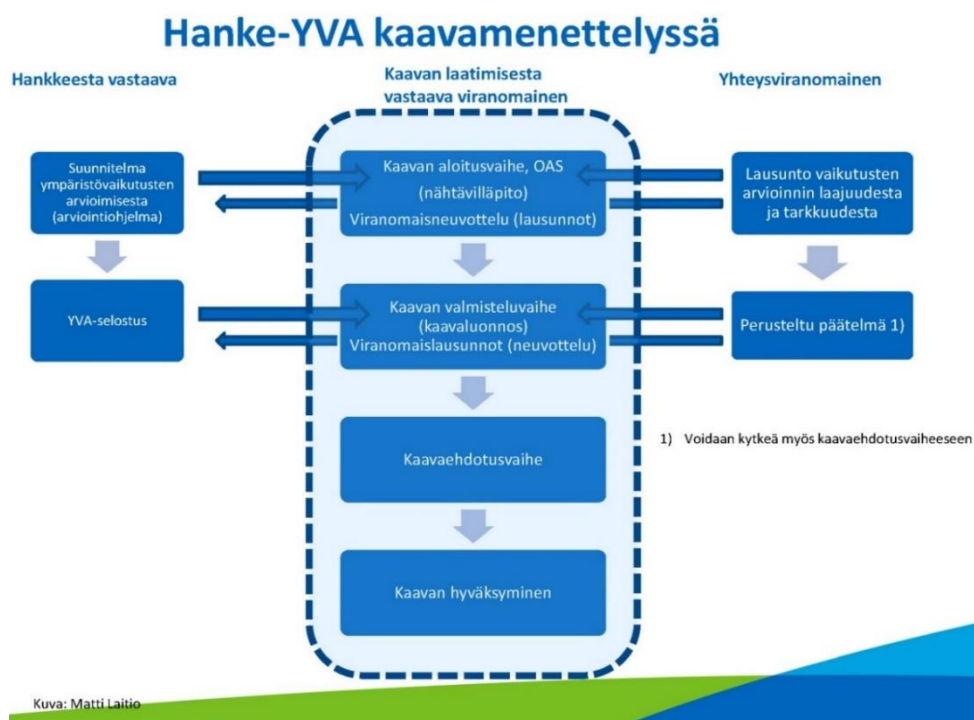 Hanke-YVA kaavamenettelyssä
Hankkeesta vastaava
Kaavan laatimisesta
vastaava viranomainen
Yhteysviranomainen
Suunnitelma
ympäristövaikutusten
arvioimisesta
(arviointiohjelma)
Kaavan aloitusvaihe, OAS
(nähtävilläpito)
Viranomaisneuvottelu (lausunnot)
Lausunto vaikutusten
arvioinnin laajuudesta
ja tarkkuudesta
YVA-selostus
Kaavan valmisteluvaihe
(kaavaluonnos)
Viranomaislausunnot (neuvottelu)
Perusteltu päätelmä 1)
Kaavaehdotusvaihe
1) Voidaan kytkeä myös kaavaehdotusvaiheeseen
Kaavan hyväksyminen
Kuva: Matti Laitio